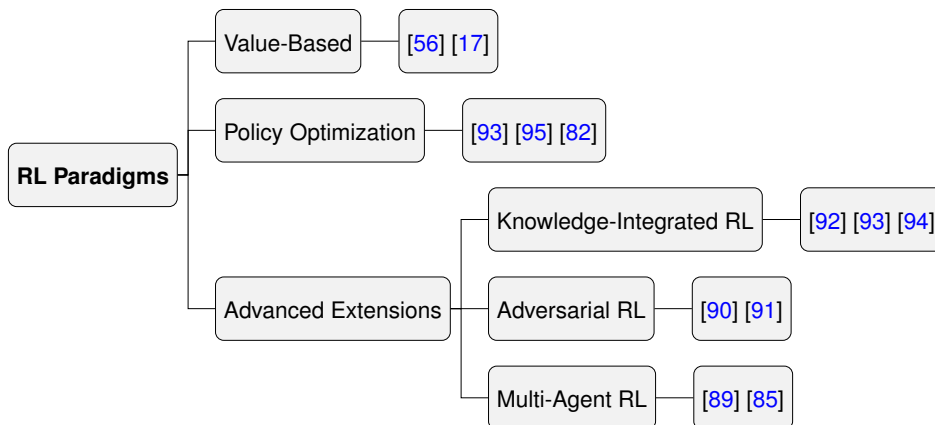 RL Paradigms
Value-Based
[56] [17]
Policy Optimization
[93] [95] [82]
Advanced Extensions
Knowledge-Integrated RL
[92] [93] [94]
Adversarial RL
[90] [91]
Multi-Agent RL
[89] [85]